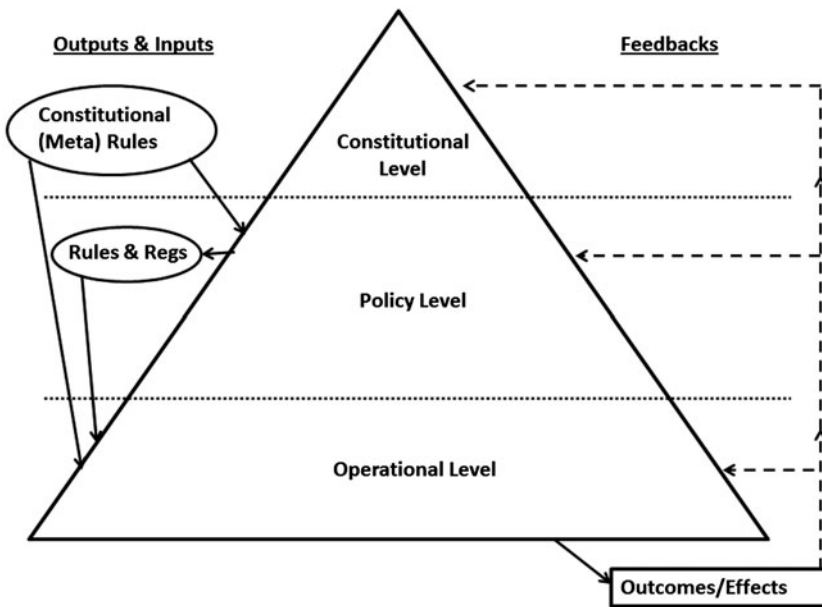 Outputs & Inputs
Feedbacks
Constitutional
(Meta) Rules
Constitutional
Level
Rules & Regs
Policy Level
Operational Level
Outcomes/Effects